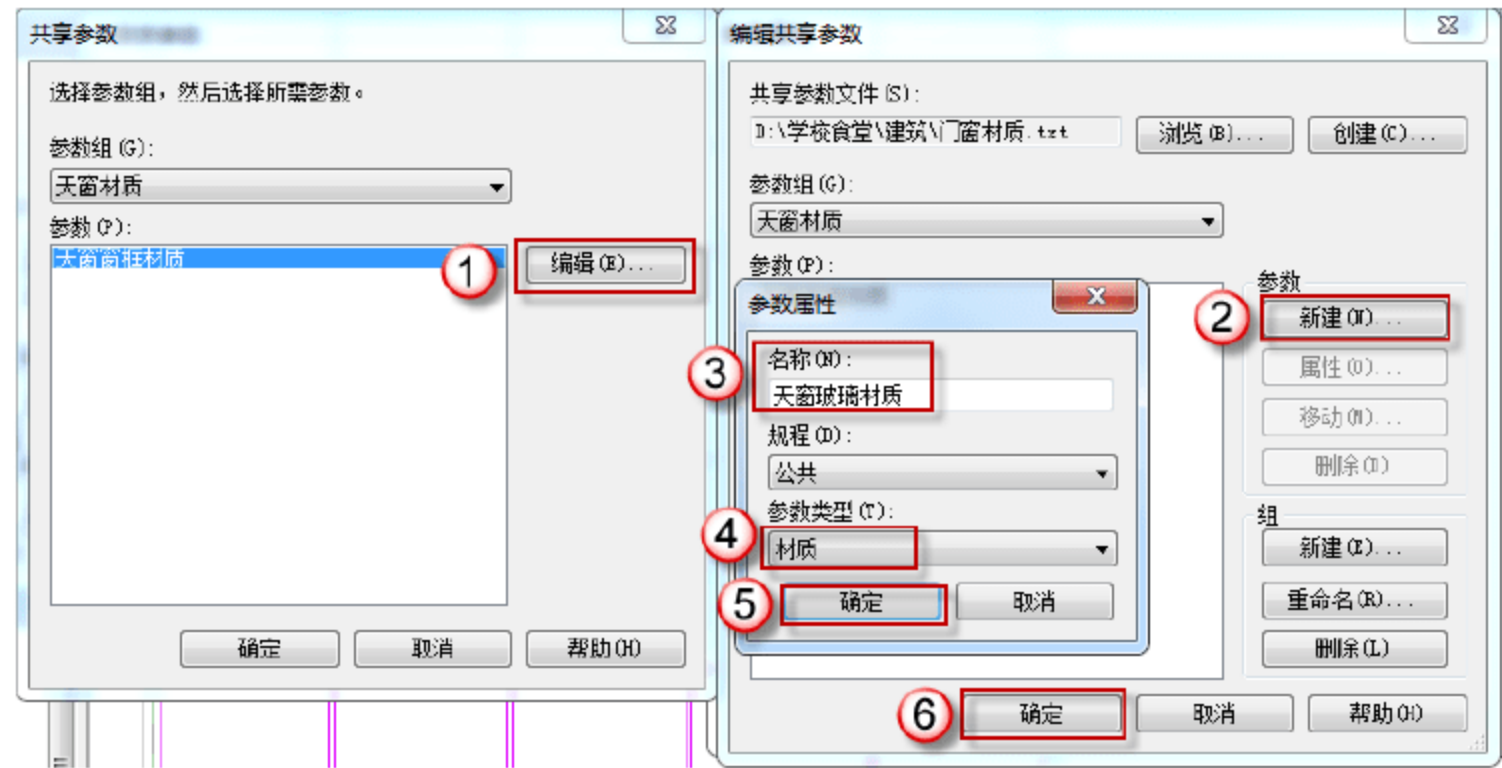 共享参数
选择参数组，然后选择所需参数。
参数组(G):
天窗材质
参数(P):
天窗窗框材质
1
编辑(E)...
确定
取消
帮助(H)
编辑共享参数
共享参数文件(S):
D:\学校食堂\建筑\门窗材质.txt
浏览(B)...
创建(C)...
参数组(G):
天窗材质
参数(P):
参数
2
新建(N)...
属性(O)...
移动(M)...
删除(D)
组
新建(E)...
重命名(R)...
删除(L)
参数属性
3
名称(N):
天窗玻璃材质
规程(D):
公共
参数类型(T):
4
材质
5
确定
取消
6
确定
取消
帮助(H)